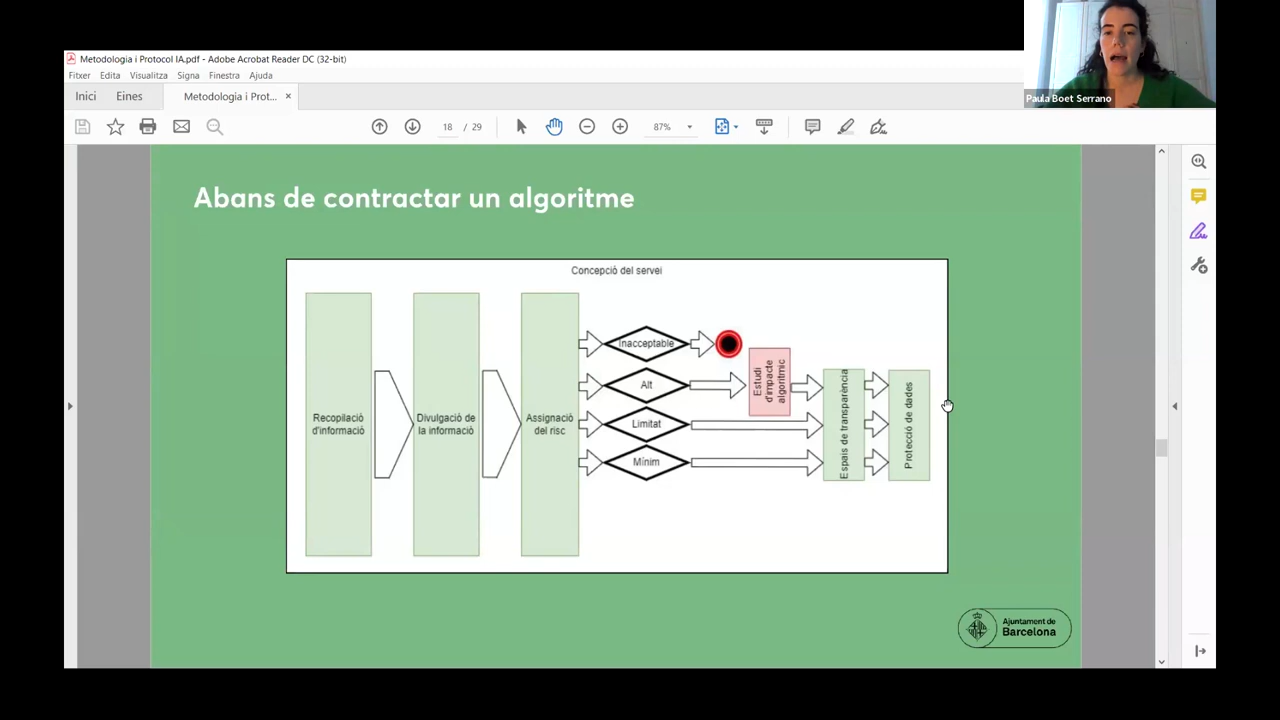 Metodologia i Protocol IA.pdf - Adobe Acrobat Reader DC (32-bit)
Fitxer Edita Visualitza Signa Finestra Ajuda
Inici Eines Metodologia i Prot... ×
18 / 29 87%
Paula Boet Serrano
Abans de contractar un algoritme
Concepció del servei
Recopilació
d'informació
Divulgació de
la informació
Assignació
del risc
Inacceptable
Alt
Limitat
Mínim
Estudi
d'impacte
algorítmic
Espais de transparència
Protecció de dades
Ajuntament de
Barcelona